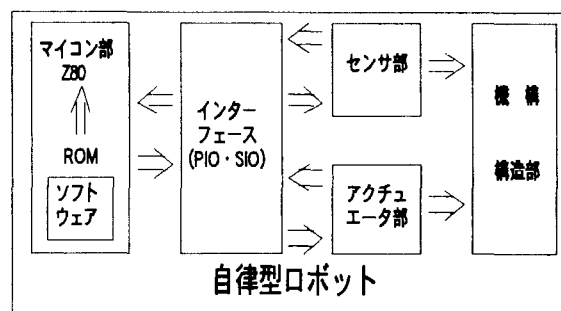 マイコン部
Z80
ROM
ソフト
ウェア
インター
フェース
(PIO・SIO)
センサ部
アクチュ
エータ部
機 構
構造部
自律型ロボット